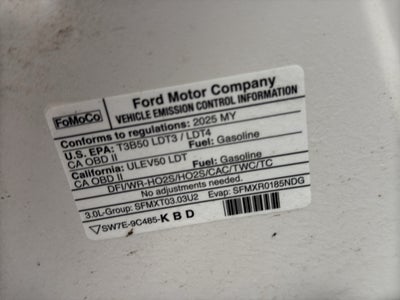 FoMoCo
Ford Motor Company
VEHICLE EMISSION CONTROL INFORMATION
Conforms to regulations: 2025 MY
U.S. EPA: T3B50 LDT3 / LDT4
CA OBD II Fuel: Gasoline
California: ULEV50 LDT
CA OBD II Fuel: Gasoline
DFI/WR-HO2S/HO2S/CAC/TWC/TC
No adjustments needed.
3.0L-Group: SFMXT03.03U2 Evap: SFMXR0185NDG
SW7E-9C485-KBD